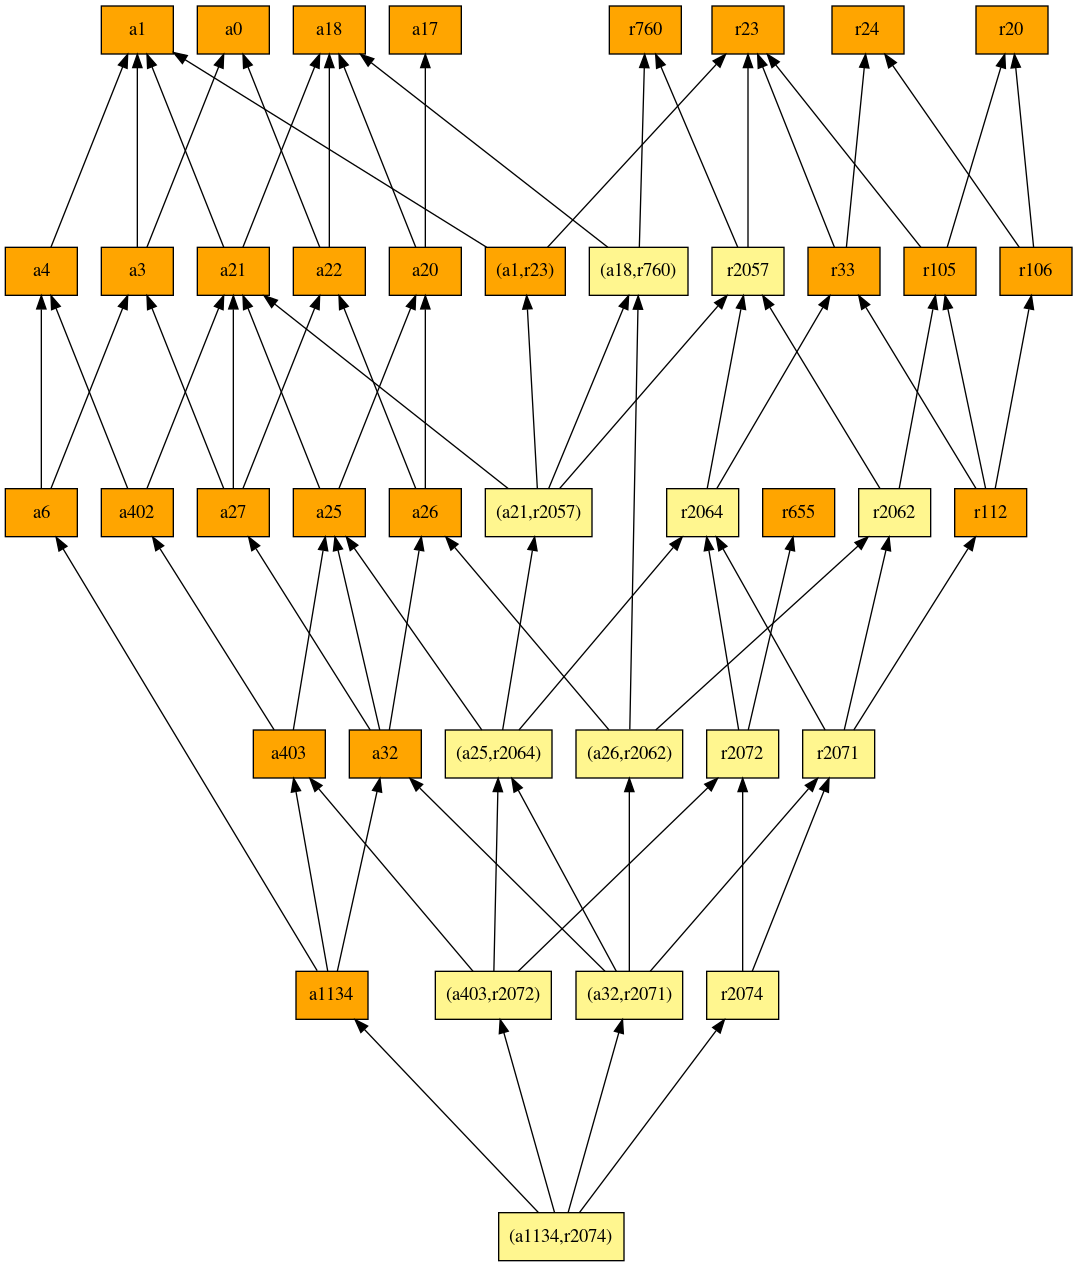 a1 a0 a18 a17 r760 r23 r24 r20
a4 a3 a21 a22 a20 (a1,r23) (a18,r760) r2057 r33 r105 r106
a6 a402 a27 a25 a26 (a21,r2057) r2064 r655 r2062 r112
a403 a32 (a25,r2064) (a26,r2062) r2072 r2071
a1134 (a403,r2072) (a32,r2071) r2074
(a1134,r2074)